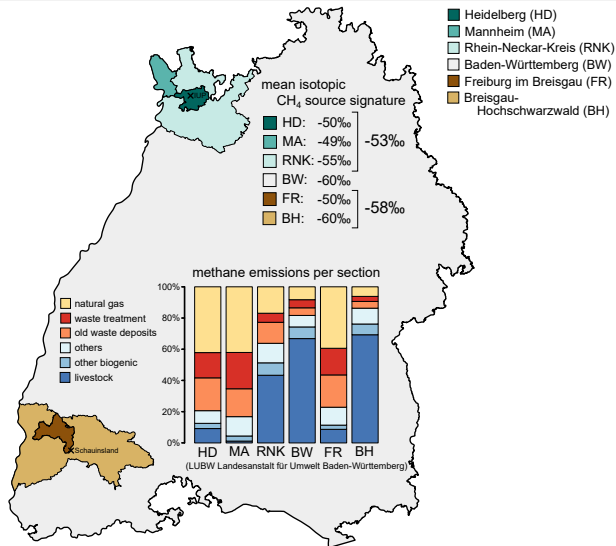 Heidelberg (HD)
Mannheim (MA)
Rhein-Neckar-Kreis (RNK)
Baden-Württemberg (BW)
Freiburg im Breisgau (FR)
Breisgau-
Hochschwarzwald (BH)
mean isotopic
CH₄ source signature
HD: -50‰
MA: -49‰
-53‰
RNK: -55‰
BW: -60‰
FR: -50‰
-58‰
BH: -60‰
methane emissions per section
100%
80%
60%
40%
20%
0%
natural gas
waste treatment
old waste deposits
others
other biogenic
livestock
HD MA RNK BW FR BH
(LUBW Landesanstalt für Umwelt Baden-Württemberg)
Schauinsland